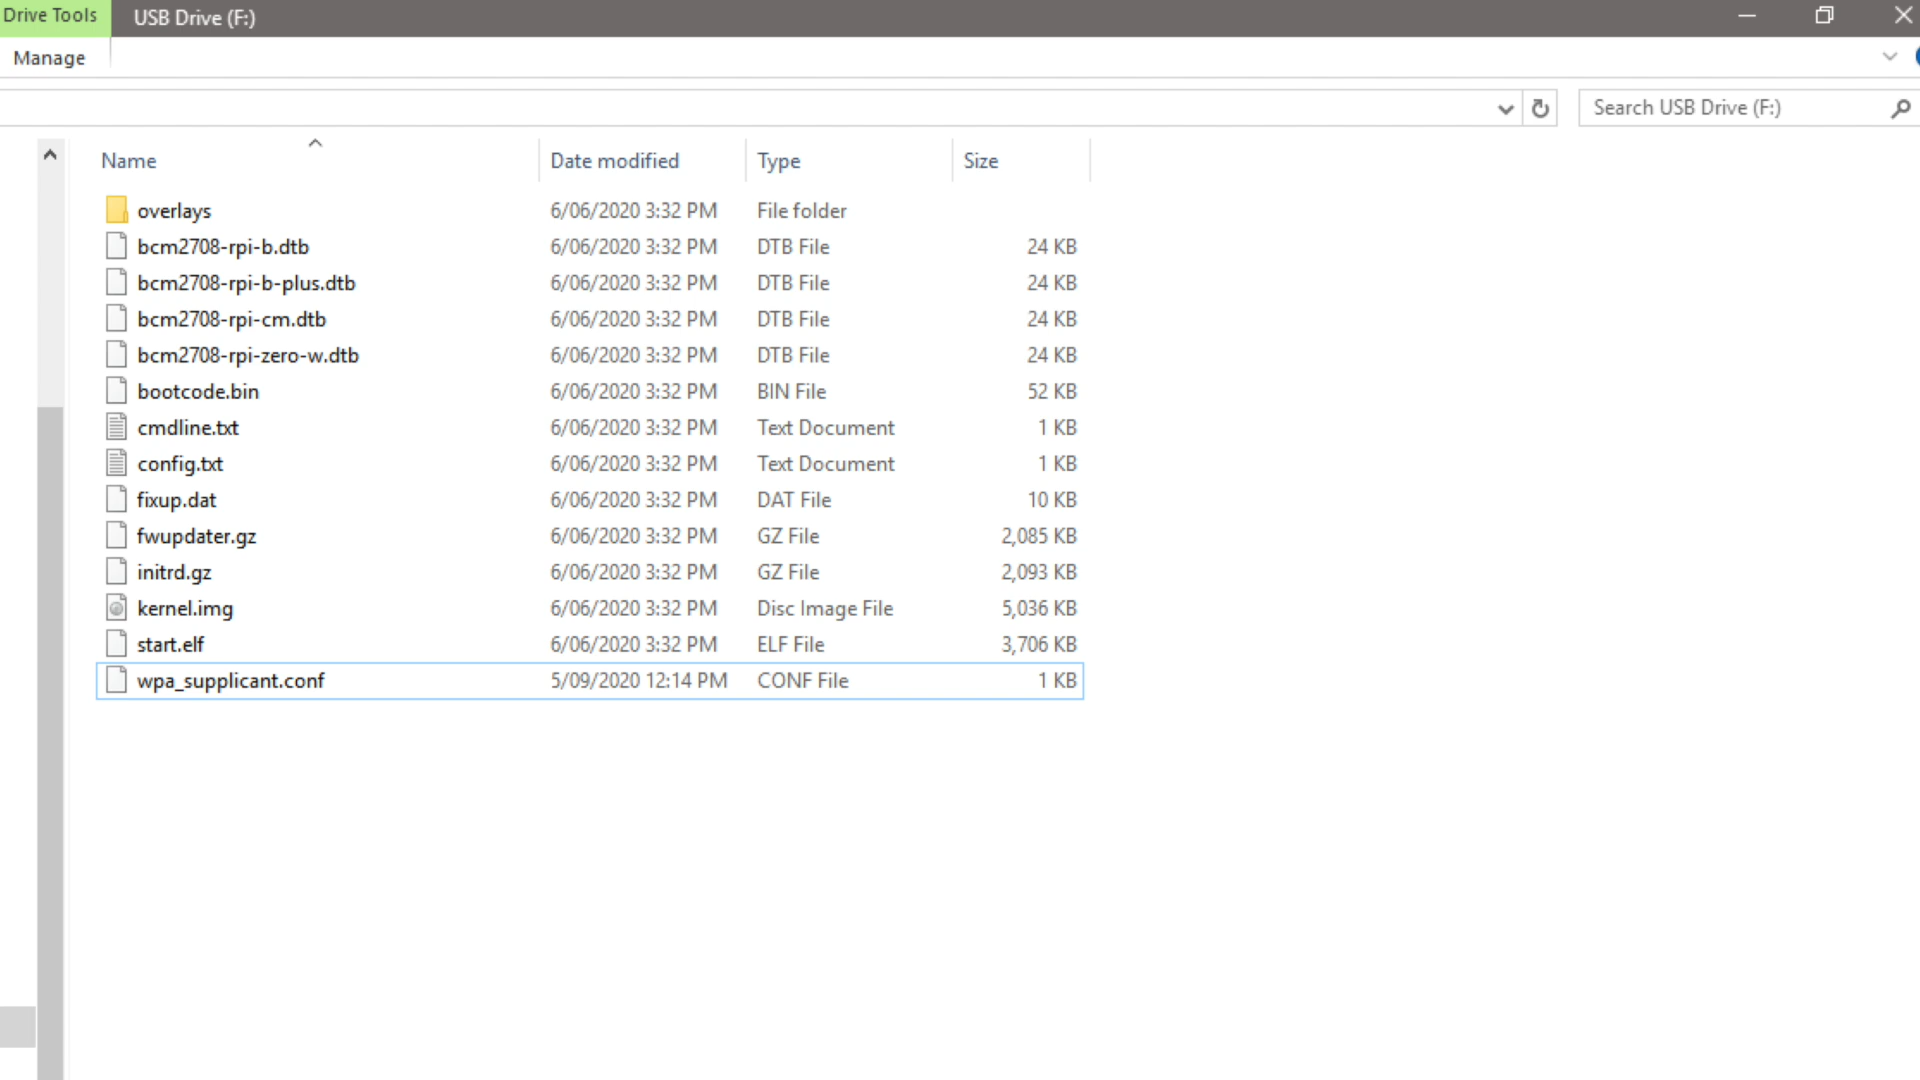 Drive Tools USB Drive (F:)
Manage
Search USB Drive (F:)
Name Date modified Type Size
overlays 6/06/2020 3:32 PM File folder
bcm2708-rpi-b.dtb 6/06/2020 3:32 PM DTB File 24 KB
bcm2708-rpi-b-plus.dtb 6/06/2020 3:32 PM DTB File 24 KB
bcm2708-rpi-cm.dtb 6/06/2020 3:32 PM DTB File 24 KB
bcm2708-rpi-zero-w.dtb 6/06/2020 3:32 PM DTB File 24 KB
bootcode.bin 6/06/2020 3:32 PM BIN File 52 KB
cmdline.txt 6/06/2020 3:32 PM Text Document 1 KB
config.txt 6/06/2020 3:32 PM Text Document 1 KB
fixup.dat 6/06/2020 3:32 PM DAT File 10 KB
fwupdater.gz 6/06/2020 3:32 PM GZ File 2,085 KB
initrd.gz 6/06/2020 3:32 PM GZ File 2,093 KB
kernel.img 6/06/2020 3:32 PM Disc Image File 5,036 KB
start.elf 6/06/2020 3:32 PM ELF File 3,706 KB
wpa_supplicant.conf 5/09/2020 12:14 PM CONF File 1 KB